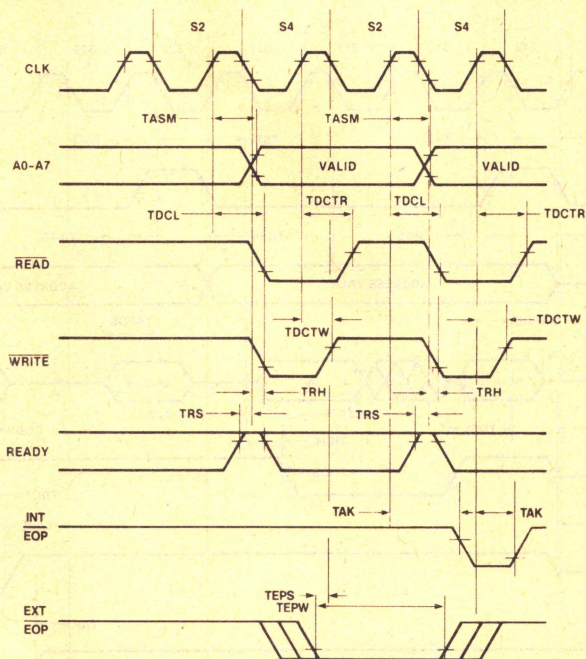 S2 S4 S2 S4
CLK
TASM TASM
A0-A7 VALID VALID
TDCL TDCTR TDCL TDCTR
READ
TDCTW TDCTW
WRITE
TRS TRH TRS TRH
READY
INT
EOP
TAK TAK
TEPS
TEPW
EXT
EOP